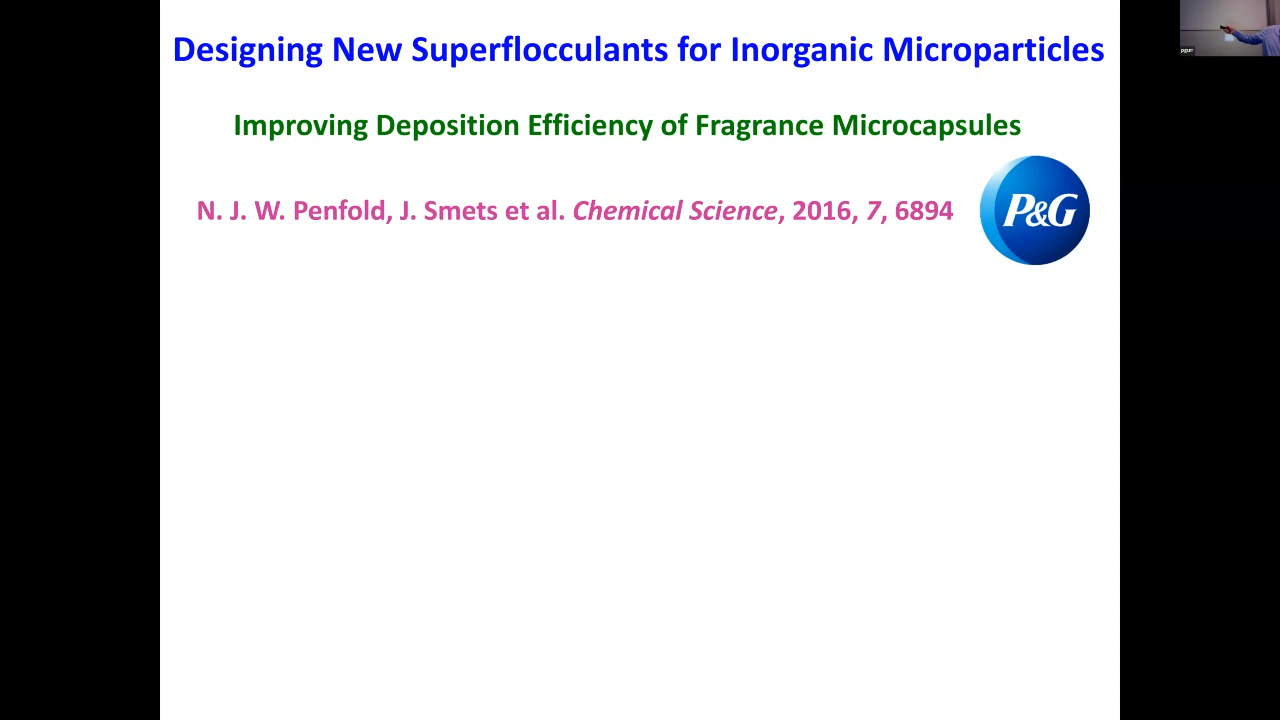 Designing New Superflocculants for Inorganic Microparticles
Improving Deposition Efficiency of Fragrance Microcapsules
N. J. W. Penfold, J. Smets et al. Chemical Science, 2016, 7, 6894
P&G